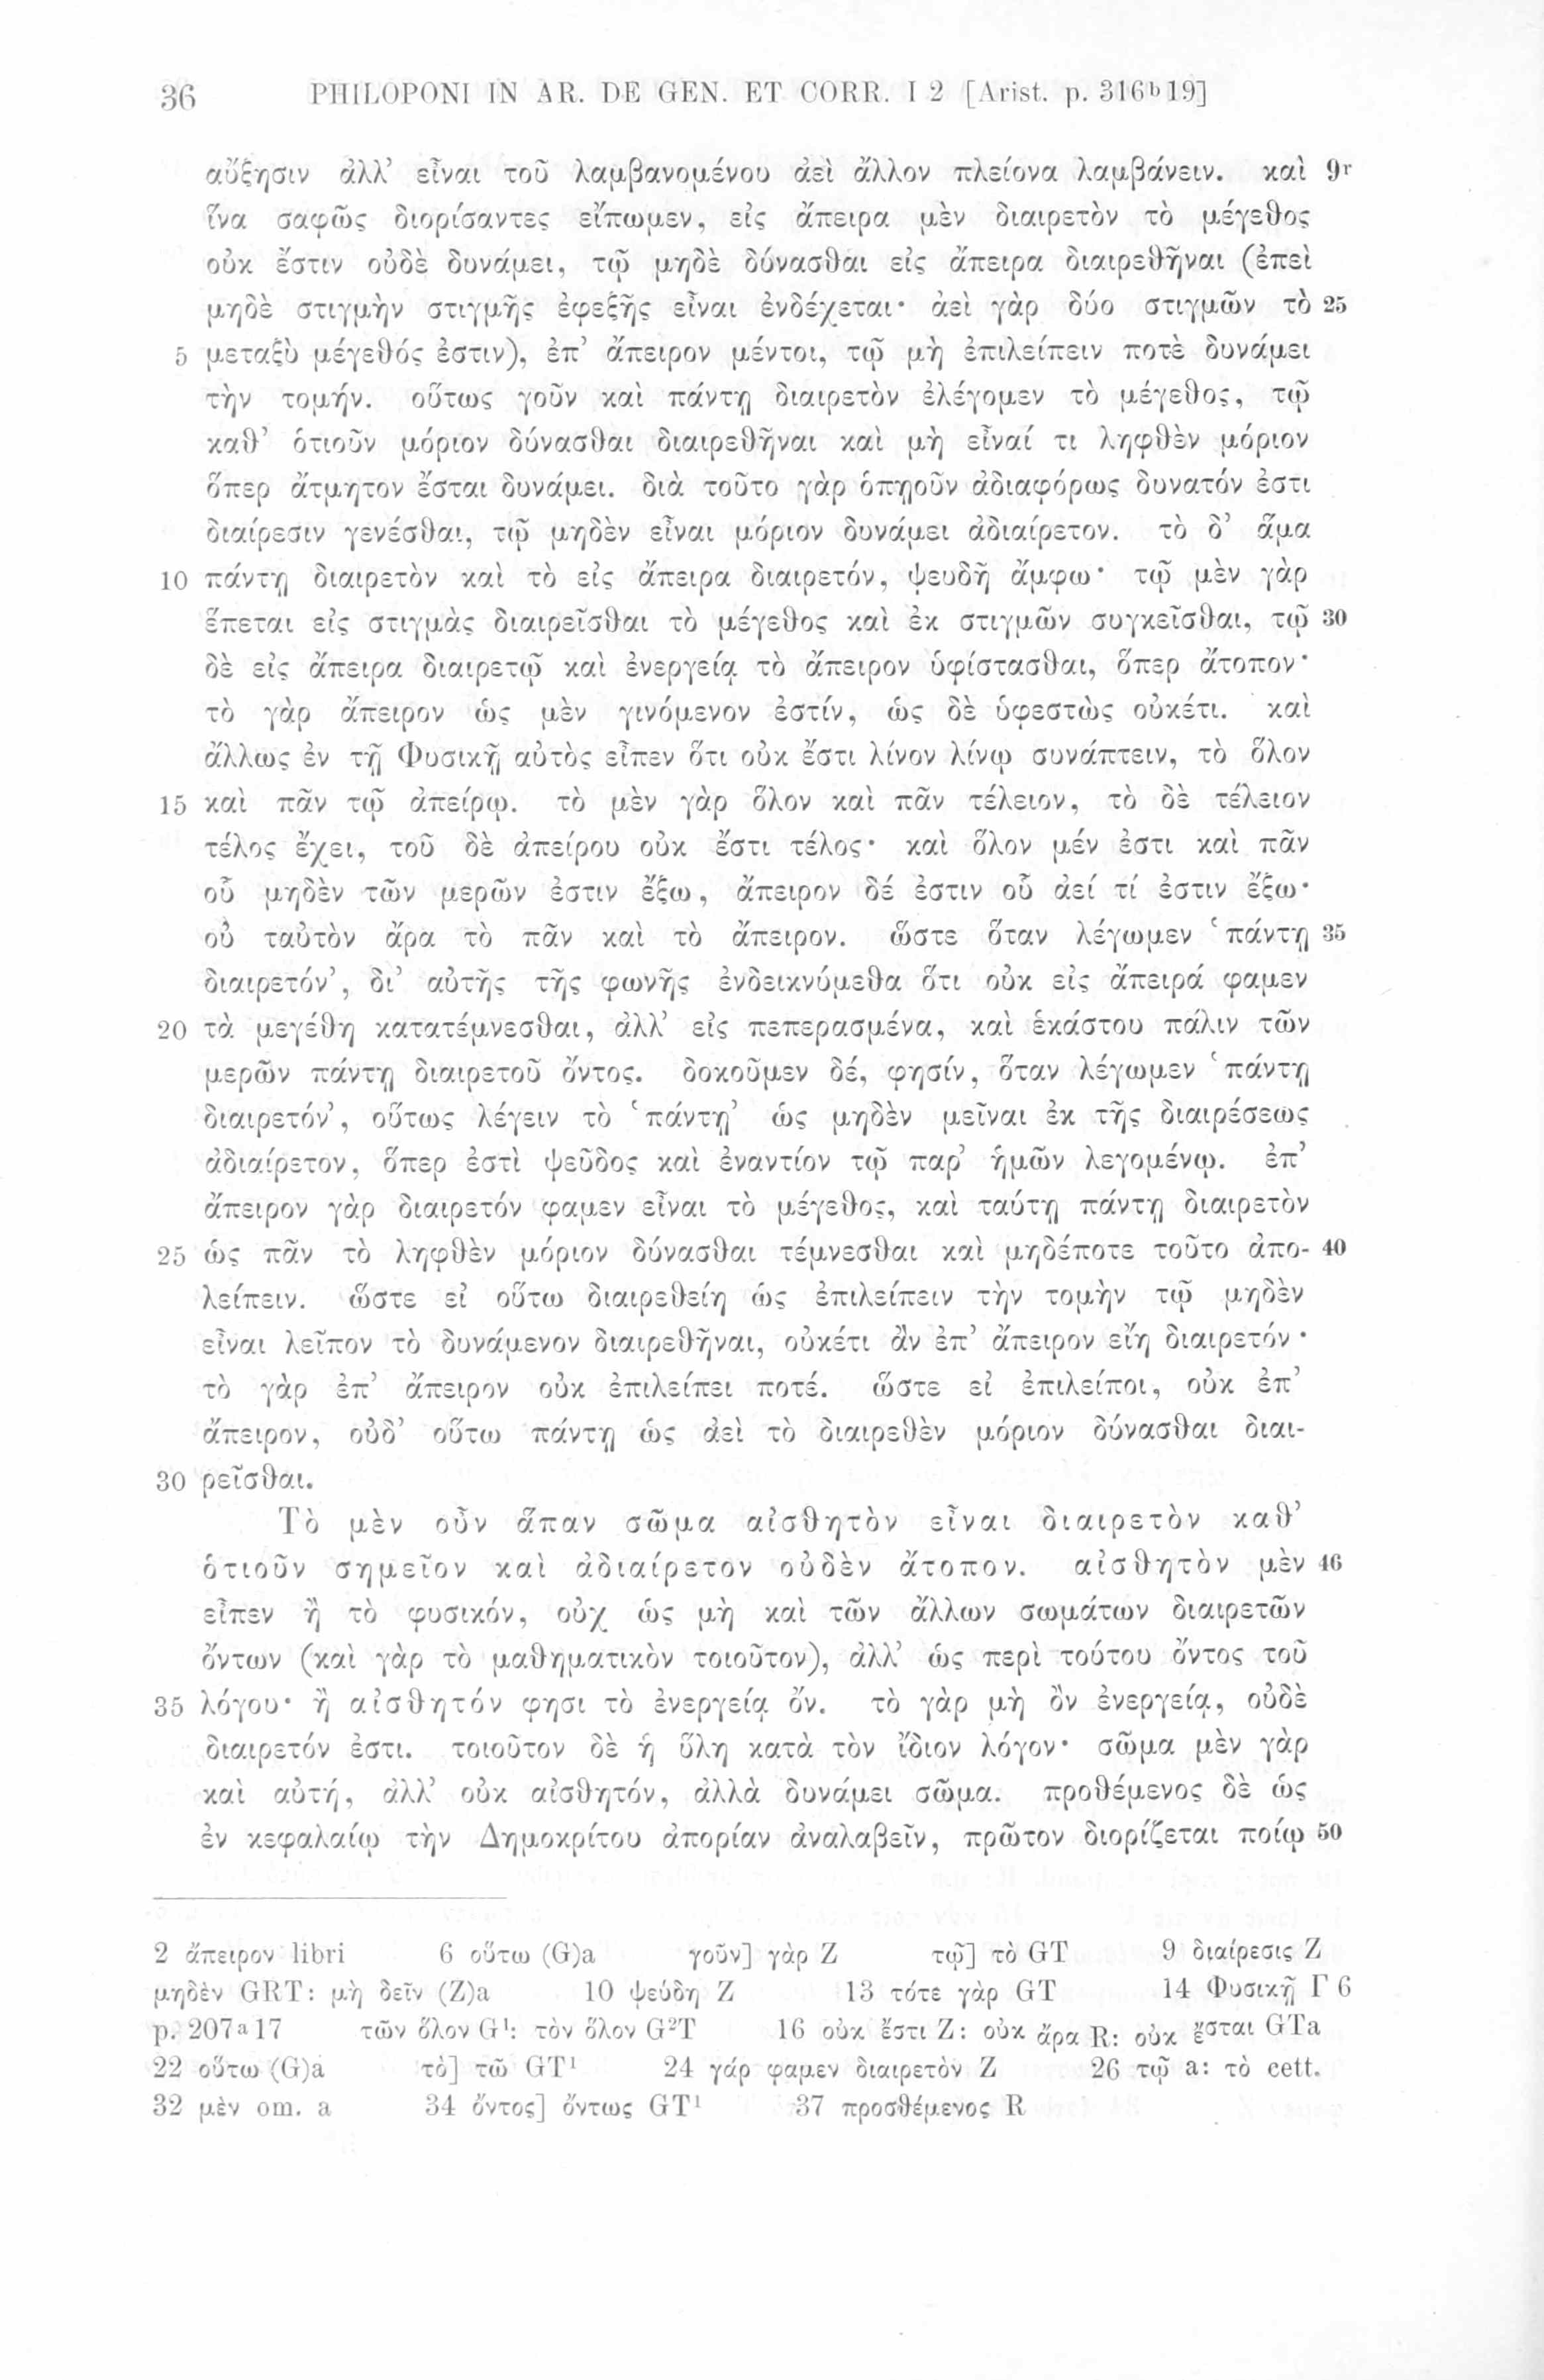 36 PHILOPONI IN AR. DE GEN. ET CORR. I 2 [Arist. p. 316ᵇ19]
αὔξησιν ἀλλ’ εἶναι τοῦ λαμβανομένου ἀεὶ ἄλλον πλείονα λαμβάνειν. καὶ 9ʳ
ἵνα σαφῶς διορίσαντες εἴπωμεν, εἰς ἄπειρα μὲν διαιρετὸν τὸ μέγεθος
οὐκ ἔστιν οὐδὲ δυνάμει, τῷ μηδὲ δύνασθαι εἰς ἄπειρα διαιρεθῆναι (ἐπεὶ
μηδὲ στιγμὴν στιγμῆς ἐφεξῆς εἶναι ἐνδέχεται· ἀεὶ γὰρ δύο στιγμῶν τὸ 25
5 μεταξὺ μέγεθός ἐστιν), ἐπ’ ἄπειρον μέντοι, τῷ μὴ ἐπιλείπειν ποτὲ δυνάμει
τὴν τομήν. οὕτως γοῦν καὶ πάντῃ διαιρετὸν ἐλέγομεν τὸ μέγεθος, τῷ
καθ’ ὁτιοῦν μόριον δύνασθαι διαιρεθῆναι καὶ μὴ εἶναί τι ληφθὲν μόριον
ὅπερ ἄτμητον ἔσται δυνάμει. διὰ τοῦτο γὰρ ὁπῃοῦν ἀδιαφόρως δυνατόν ἐστι
διαίρεσιν γενέσθαι, τῷ μηδὲν εἶναι μόριον δυνάμει ἀδιαίρετον. τὸ δ’ ἅμα
10 πάντῃ διαιρετὸν καὶ τὸ εἰς ἄπειρα διαιρετόν, ψευδῆ ἄμφω· τῷ μὲν γὰρ
ἕπεται εἰς στιγμὰς διαιρεῖσθαι τὸ μέγεθος καὶ ἐκ στιγμῶν συγκεῖσθαι, τῷ 30
δὲ εἰς ἄπειρα διαιρετῷ καὶ ἐνεργείᾳ τὸ ἄπειρον ὑφίστασθαι, ὅπερ ἄτοπον·
τὸ γὰρ ἄπειρον ὡς μὲν γινόμενον ἐστίν, ὡς δὲ ὑφεστὼς οὐκέτι. καὶ
ἄλλως ἐν τῇ Φυσικῇ αὐτὸς εἶπεν ὅτι οὐκ ἔστι λίνον λίνῳ συνάπτειν, τὸ ὅλον
15 καὶ πᾶν τῷ ἀπείρῳ. τὸ μὲν γὰρ ὅλον καὶ πᾶν τέλειον, τὸ δὲ τέλειον
τέλος ἔχει, τοῦ δὲ ἀπείρου οὐκ ἔστι τέλος· καὶ ὅλον μέν ἐστι καὶ πᾶν
οὗ μηδὲν τῶν μερῶν ἐστιν ἔξω, ἄπειρον δέ ἐστιν οὗ ἀεί τί ἐστιν ἔξω·
οὐ ταὐτὸν ἄρα τὸ πᾶν καὶ τὸ ἄπειρον. ὥστε ὅταν λέγωμεν ‘πάντῃ 35
διαιρετόν’, δι’ αὐτῆς τῆς φωνῆς ἐνδεικνύμεθα ὅτι οὐκ εἰς ἄπειρά φαμεν
20 τὰ μεγέθη κατατέμνεσθαι, ἀλλ’ εἰς πεπερασμένα, καὶ ἑκάστου πάλιν τῶν
μερῶν πάντῃ διαιρετοῦ ὄντος. δοκοῦμεν δέ, φησίν, ὅταν λέγωμεν ‘πάντῃ
διαιρετόν’, οὕτως λέγειν τὸ ‘πάντῃ’ ὡς μηδὲν μεῖναι ἐκ τῆς διαιρέσεως
ἀδιαίρετον, ὅπερ ἐστὶ ψεῦδος καὶ ἐναντίον τῷ παρ’ ἡμῶν λεγομένῳ. ἐπ’
ἄπειρον γὰρ διαιρετόν φαμεν εἶναι τὸ μέγεθος, καὶ ταύτῃ πάντῃ διαιρετὸν
25 ὡς πᾶν τὸ ληφθὲν μόριον δύνασθαι τέμνεσθαι καὶ μηδέποτε τοῦτο ἀπο- 40
λείπειν. ὥστε εἰ οὕτω διαιρεθείη ὡς ἐπιλείπειν τὴν τομὴν τῷ μηδὲν
εἶναι λεῖπον τὸ δυνάμενον διαιρεθῆναι, οὐκέτι ἂν ἐπ’ ἄπειρον εἴη διαιρετόν·
τὸ γὰρ ἐπ’ ἄπειρον οὐκ ἐπιλείπει ποτέ. ὥστε εἰ ἐπιλείποι, οὐκ ἐπ’
ἄπειρον, οὐδ’ οὕτω πάντῃ ὡς ἀεὶ τὸ διαιρεθὲν μόριον δύνασθαι διαι-
30 ρεῖσθαι.
Τὸ μὲν οὖν ἅπαν σῶμα αἰσθητὸν εἶναι διαιρετὸν καθ’
ὁτιοῦν σημεῖον καὶ ἀδιαίρετον οὐδὲν ἄτοπον. αἰσθητὸν μὲν 46
εἶπεν ἢ τὸ φυσικόν, οὐχ ὡς μὴ καὶ τῶν ἄλλων σωμάτων διαιρετῶν
ὄντων (καὶ γὰρ τὸ μαθηματικὸν τοιοῦτον), ἀλλ’ ὡς περὶ τούτου ὄντος τοῦ
35 λόγου· ἢ αἰσθητόν φησι τὸ ἐνεργείᾳ ὄν. τὸ γὰρ μὴ ὂν ἐνεργείᾳ, οὐδὲ
διαιρετόν ἐστι. τοιοῦτον δὲ ἡ ὕλη κατὰ τὸν ἴδιον λόγον· σῶμα μὲν γὰρ
καὶ αὐτή, ἀλλ’ οὐκ αἰσθητόν, ἀλλὰ δυνάμει σῶμα. προθέμενος δὲ ὡς
ἐν κεφαλαίῳ τὴν Δημοκρίτου ἀπορίαν ἀναλαβεῖν, πρῶτον διορίζεται ποίῳ 50
2 ἄπειρον libri 6 οὕτω (G)a γοῦν] γὰρ Z τῷ] τὸ GT 9 διαίρεσις Z
μηδὲν GRT: μὴ δεῖν (Z)a 10 ψεύδη Z 13 τότε γὰρ GT 14 Φυσικῇ Γ 6
p. 207ᵃ17 τῶν ὅλον G¹: τὸν ὅλον G²T 16 οὐκ ἔστι Z: οὐκ ἄρα R: οὐκ ἔσται GTa
22 οὕτω (G)a τὸ] τῶ GT¹ 24 γάρ φαμεν διαιρετὸν Z 26 τῷ a: τὸ cett.
32 μὲν om. a 34 ὄντος] ὄντως GT¹ 37 προσθέμενος R